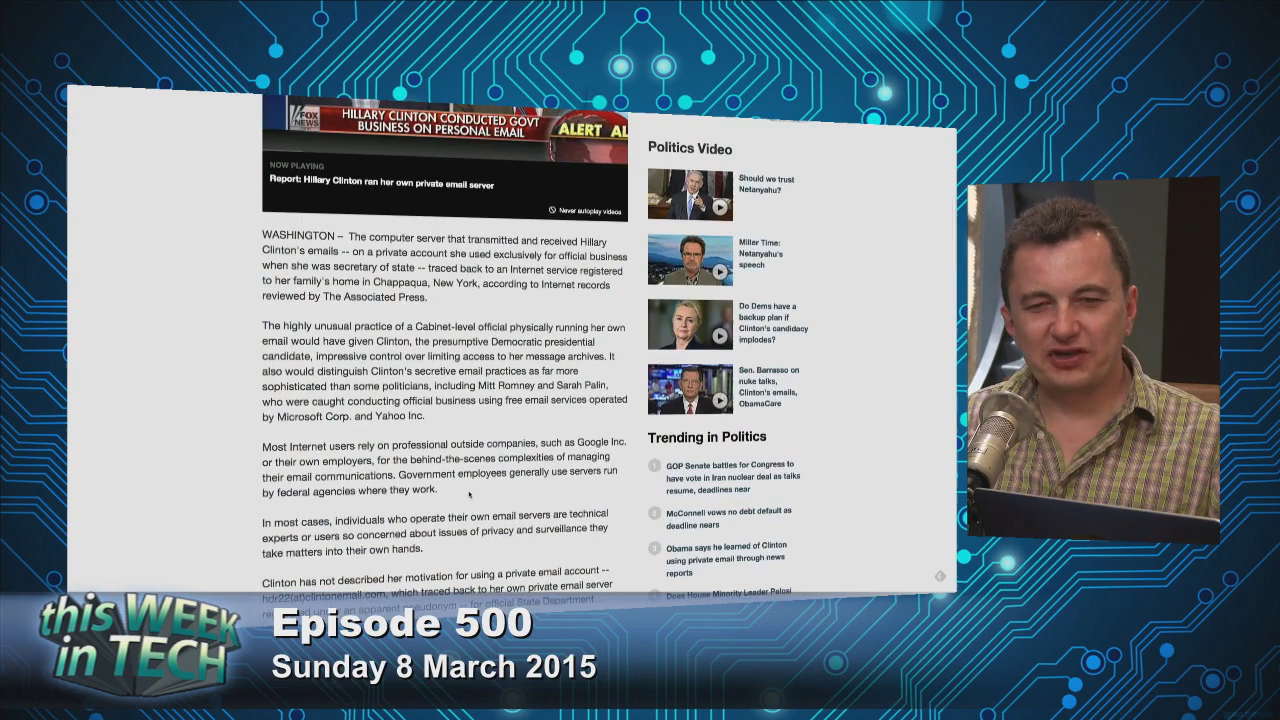 FOX
NEWS
HILLARY CLINTON CONDUCTED GOVT
BUSINESS ON PERSONAL EMAIL
ALERT AL
NOW PLAYING
Report: Hillary Clinton ran her own private email server
Never autoplay videos
WASHINGTON – The computer server that transmitted and received Hillary
Clinton's emails -- on a private account she used exclusively for official business
when she was secretary of state -- traced back to an Internet service registered
to her family's home in Chappaqua, New York, according to Internet records
reviewed by The Associated Press.
The highly unusual practice of a Cabinet-level official physically running her own
email would have given Clinton, the presumptive Democratic presidential
candidate, impressive control over limiting access to her message archives. It
also would distinguish Clinton's secretive email practices as far more
sophisticated than some politicians, including Mitt Romney and Sarah Palin,
who were caught conducting official business using free email services operated
by Microsoft Corp. and Yahoo Inc.
Most Internet users rely on professional outside companies, such as Google Inc.
or their own employers, for the behind-the-scenes complexities of managing
their email communications. Government employees generally use servers run
by federal agencies where they work.
In most cases, individuals who operate their own email servers are technical
experts or users so concerned about issues of privacy and surveillance they
take matters into their own hands.
Clinton has not described her motivation for using a private email account --
hdr22(at)clintonemail.com, which traced back to her own private email server
under an apparent pseudonym -- for official State Department
Politics Video
Should we trust
Netanyahu?
Miller Time:
Netanyahu's
speech
Do Dems have a
backup plan if
Clinton's candidacy
implodes?
Sen. Barrasso on
nuke talks,
Clinton's emails,
ObamaCare
Trending in Politics
1 GOP Senate battles for Congress to
have vote in Iran nuclear deal as talks
resume, deadlines near
2 McConnell vows no debt default as
deadline nears
3 Obama says he learned of Clinton
using private email through news
reports
Does House Minority Leader Pelosi
this WEEK
in TECH
Episode 500
Sunday 8 March 2015